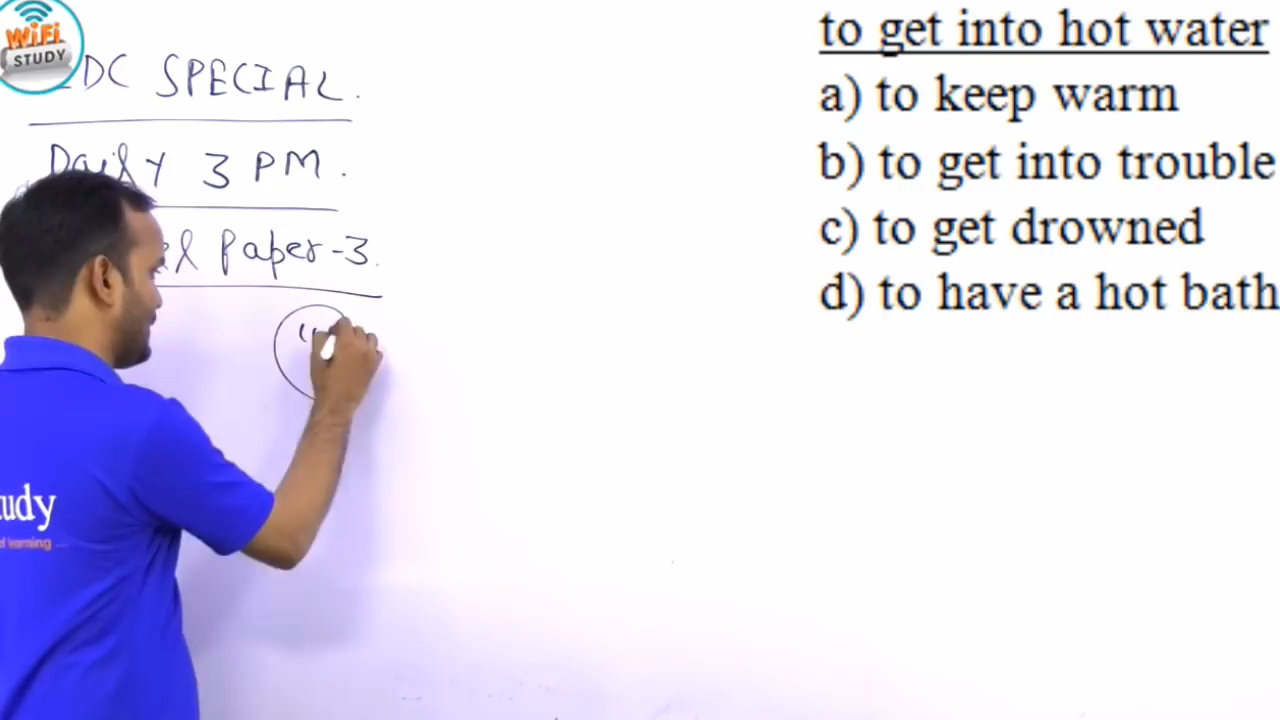 WiFi
STUDY
DC SPECIAL.
Daily 3 PM.
Paper-3.
to get into hot water
a) to keep warm
b) to get into trouble
c) to get drowned
d) to have a hot bath